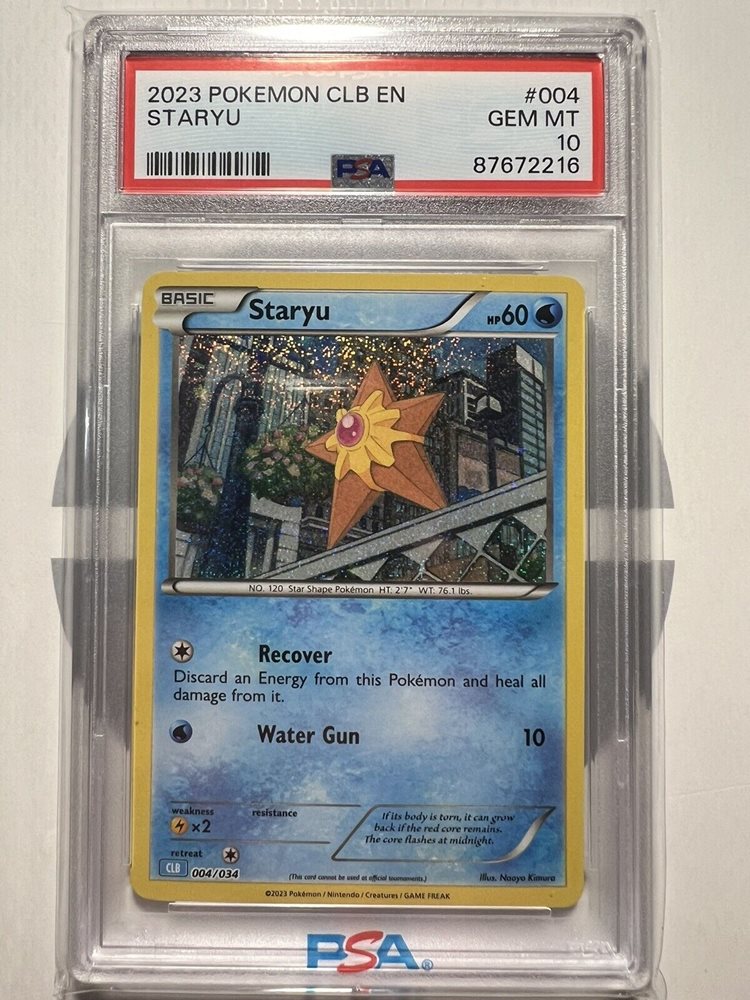 2023 POKEMON CLB EN #004
STARYU GEM MT
10
PSA 87672216
BASIC Staryu HP60
NO. 120 Star Shape Pokémon HT: 2'7" WT: 76.1 lbs.
Recover
Discard an Energy from this Pokémon and heal all
damage from it.
Water Gun 10
weakness resistance
×2
If its body is torn, it can grow
back if the red core remains.
The core flashes at midnight.
retreat
CLB 004/034
(This card cannot be used at official tournaments.)
Illus. Naoyo Kimura
©2023 Pokémon / Nintendo / Creatures / GAME FREAK
PSA®